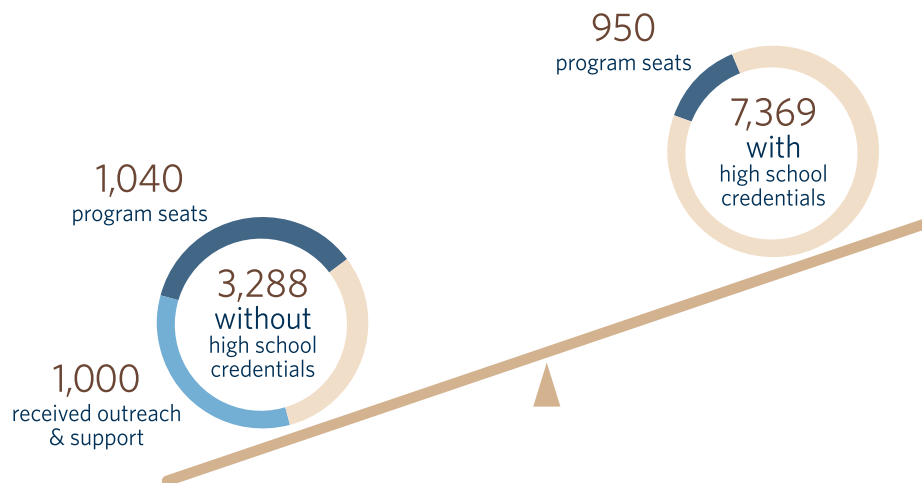 950
program seats
7,369
with
high school
credentials
1,040
program seats
3,288
without
high school
credentials
1,000
received outreach
& support